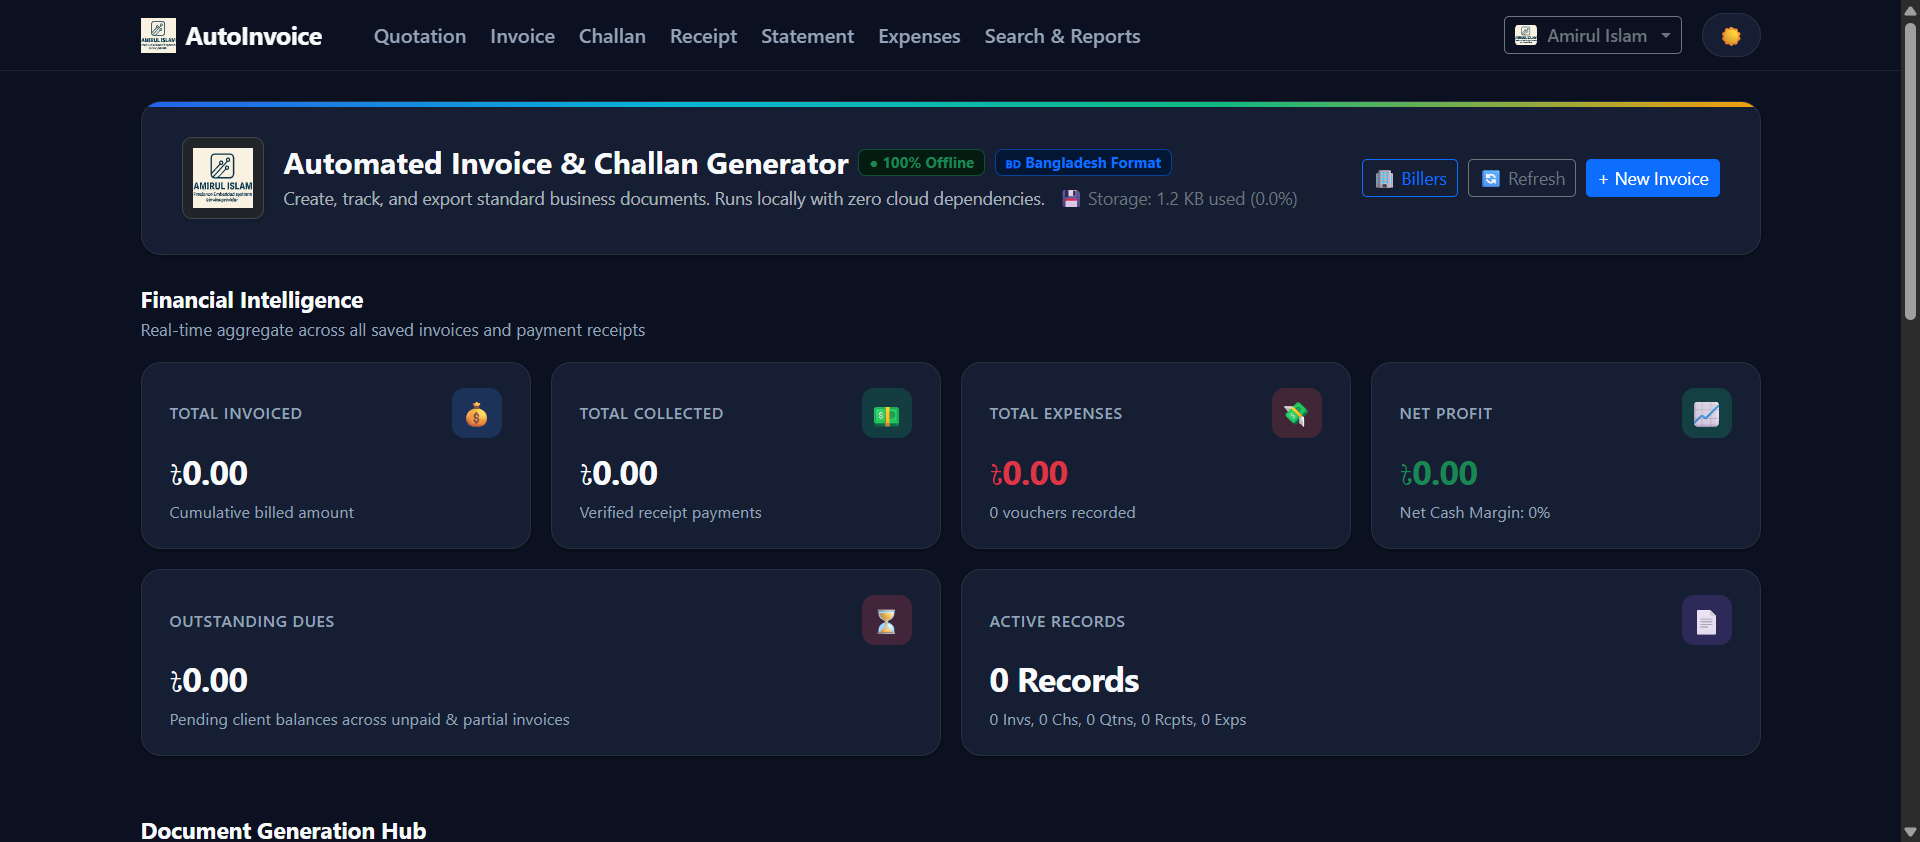 AutoInvoice Quotation Invoice Challan Receipt Statement Expenses Search & Reports Amirul Islam
AMIRUL ISLAM
Automated Invoice & Challan Generator ● 100% Offline BD Bangladesh Format
Create, track, and export standard business documents. Runs locally with zero cloud dependencies. Storage: 1.2 KB used (0.0%)
Billers Refresh + New Invoice
Financial Intelligence
Real-time aggregate across all saved invoices and payment receipts
TOTAL INVOICED
৳0.00
Cumulative billed amount
TOTAL COLLECTED
৳0.00
Verified receipt payments
TOTAL EXPENSES
৳0.00
0 vouchers recorded
NET PROFIT
৳0.00
Net Cash Margin: 0%
OUTSTANDING DUES
৳0.00
Pending client balances across unpaid & partial invoices
ACTIVE RECORDS
0 Records
0 Invs, 0 Chs, 0 Qtns, 0 Rcpts, 0 Exps
Document Generation Hub